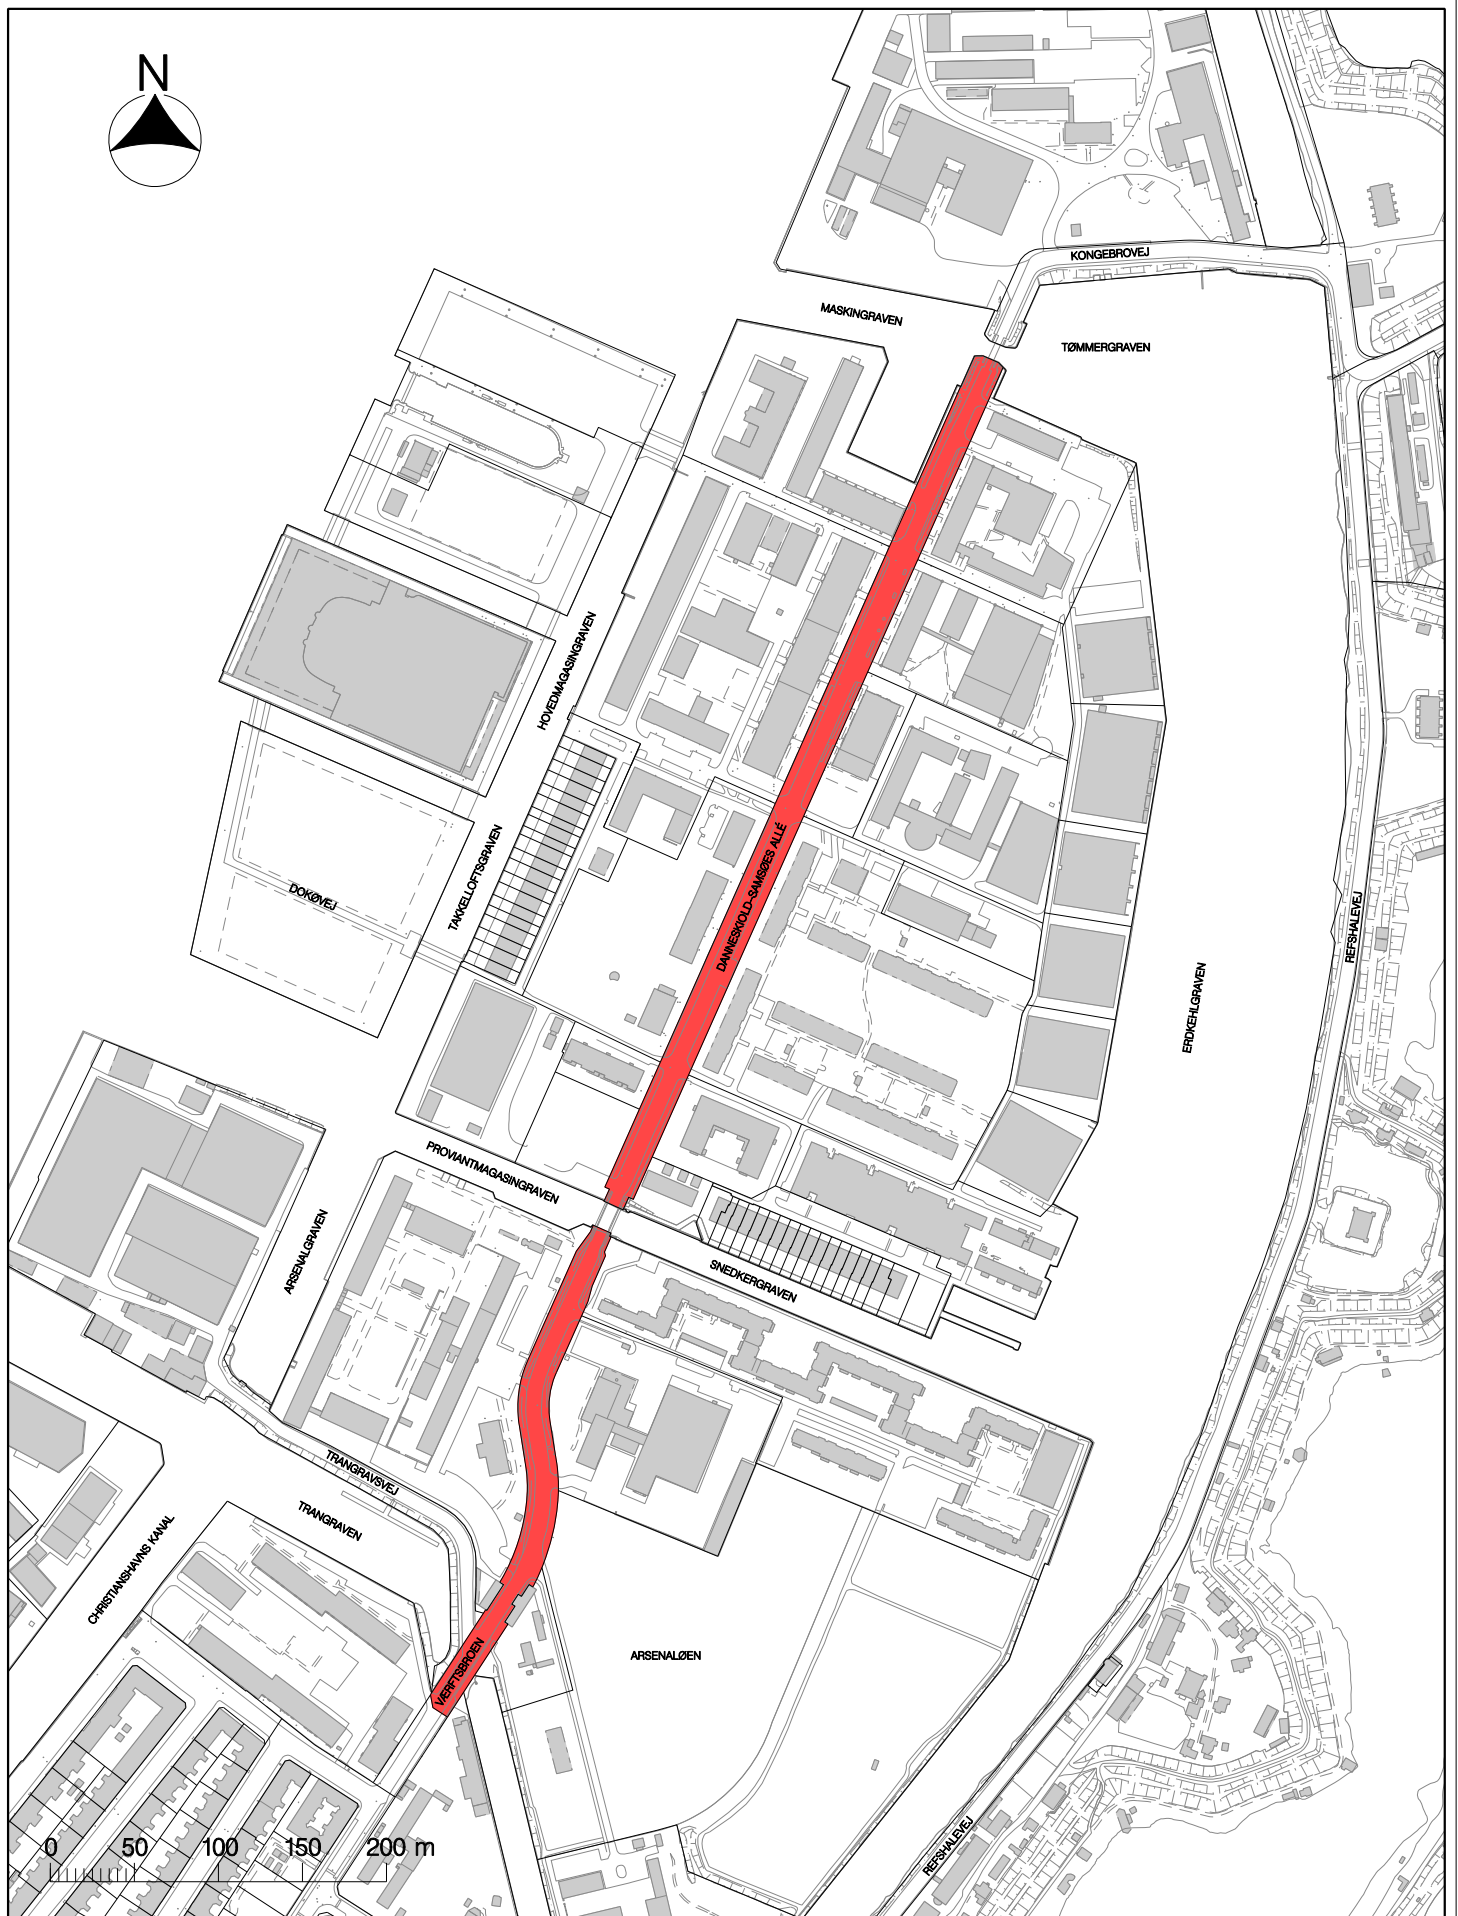 N
KONGEBROVEJ
MASKINGRAVEN
TØMMERGRAVEN
HOVEDMAGASINGRAVEN
TAKKELLOFTSGRAVEN
DANNESKIOLD-SAMSØES ALLÉ
DOKØVEJ
REFSHALEVEJ
ERDKEHLGRAVEN
PROVIANTMAGASINGRAVEN
ARSENALGRAVEN
SNEDKERGRAVEN
TRANGRAVSVEJ
TRANGRAVEN
CHRISTIANSHAVNS KANAL
VÆRFTSBROEN
ARSENALØEN
REFSHALEVEJ
0 50 100 150 200 m